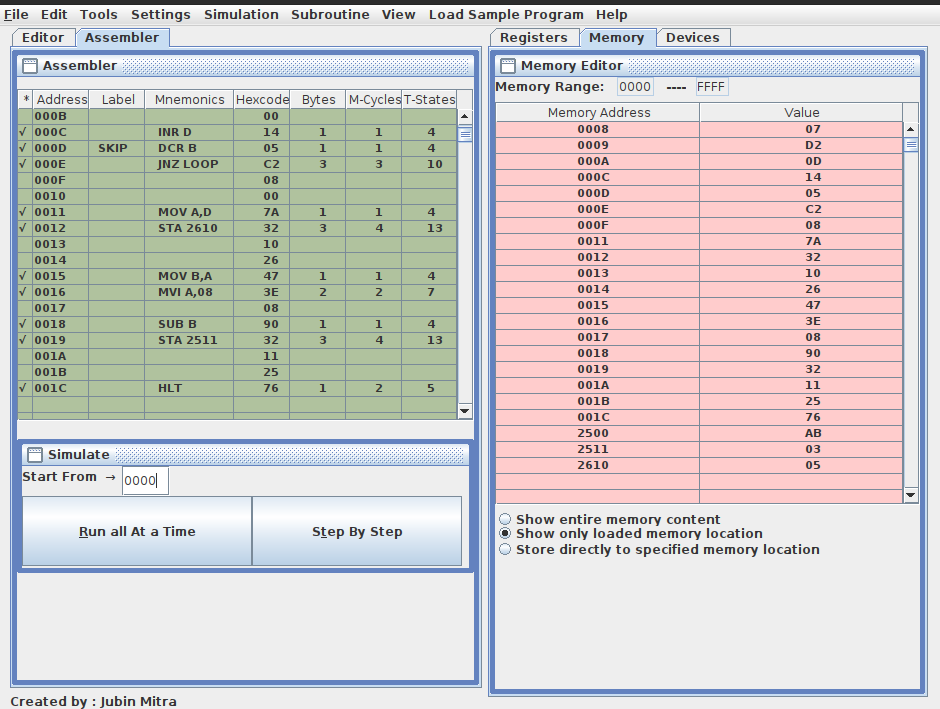 File Edit Tools Settings Simulation Subroutine View Load Sample Program Help
Editor Assembler
Assembler
* Address Label Mnemonics Hexcode Bytes M-Cycles T-States
000B 00
√ 000C INR D 14 1 1 4
√ 000D SKIP DCR B 05 1 1 4
√ 000E JNZ LOOP C2 3 3 10
000F 08
0010 00
√ 0011 MOV A,D 7A 1 1 4
√ 0012 STA 2610 32 3 4 13
0013 10
0014 26
√ 0015 MOV B,A 47 1 1 4
√ 0016 MVI A,08 3E 2 2 7
0017 08
√ 0018 SUB B 90 1 1 4
√ 0019 STA 2511 32 3 4 13
001A 11
001B 25
√ 001C HLT 76 1 2 5
Simulate
Start From → 0000
Run all At a Time Step By Step
Registers Memory Devices
Memory Editor
Memory Range: 0000 ---- FFFF
Memory Address Value
0008 07
0009 D2
000A 0D
000C 14
000D 05
000E C2
000F 08
0011 7A
0012 32
0013 10
0014 26
0015 47
0016 3E
0017 08
0018 90
0019 32
001A 11
001B 25
001C 76
2500 AB
2511 03
2610 05
Show entire memory content
Show only loaded memory location
Store directly to specified memory location
Created by : Jubin Mitra